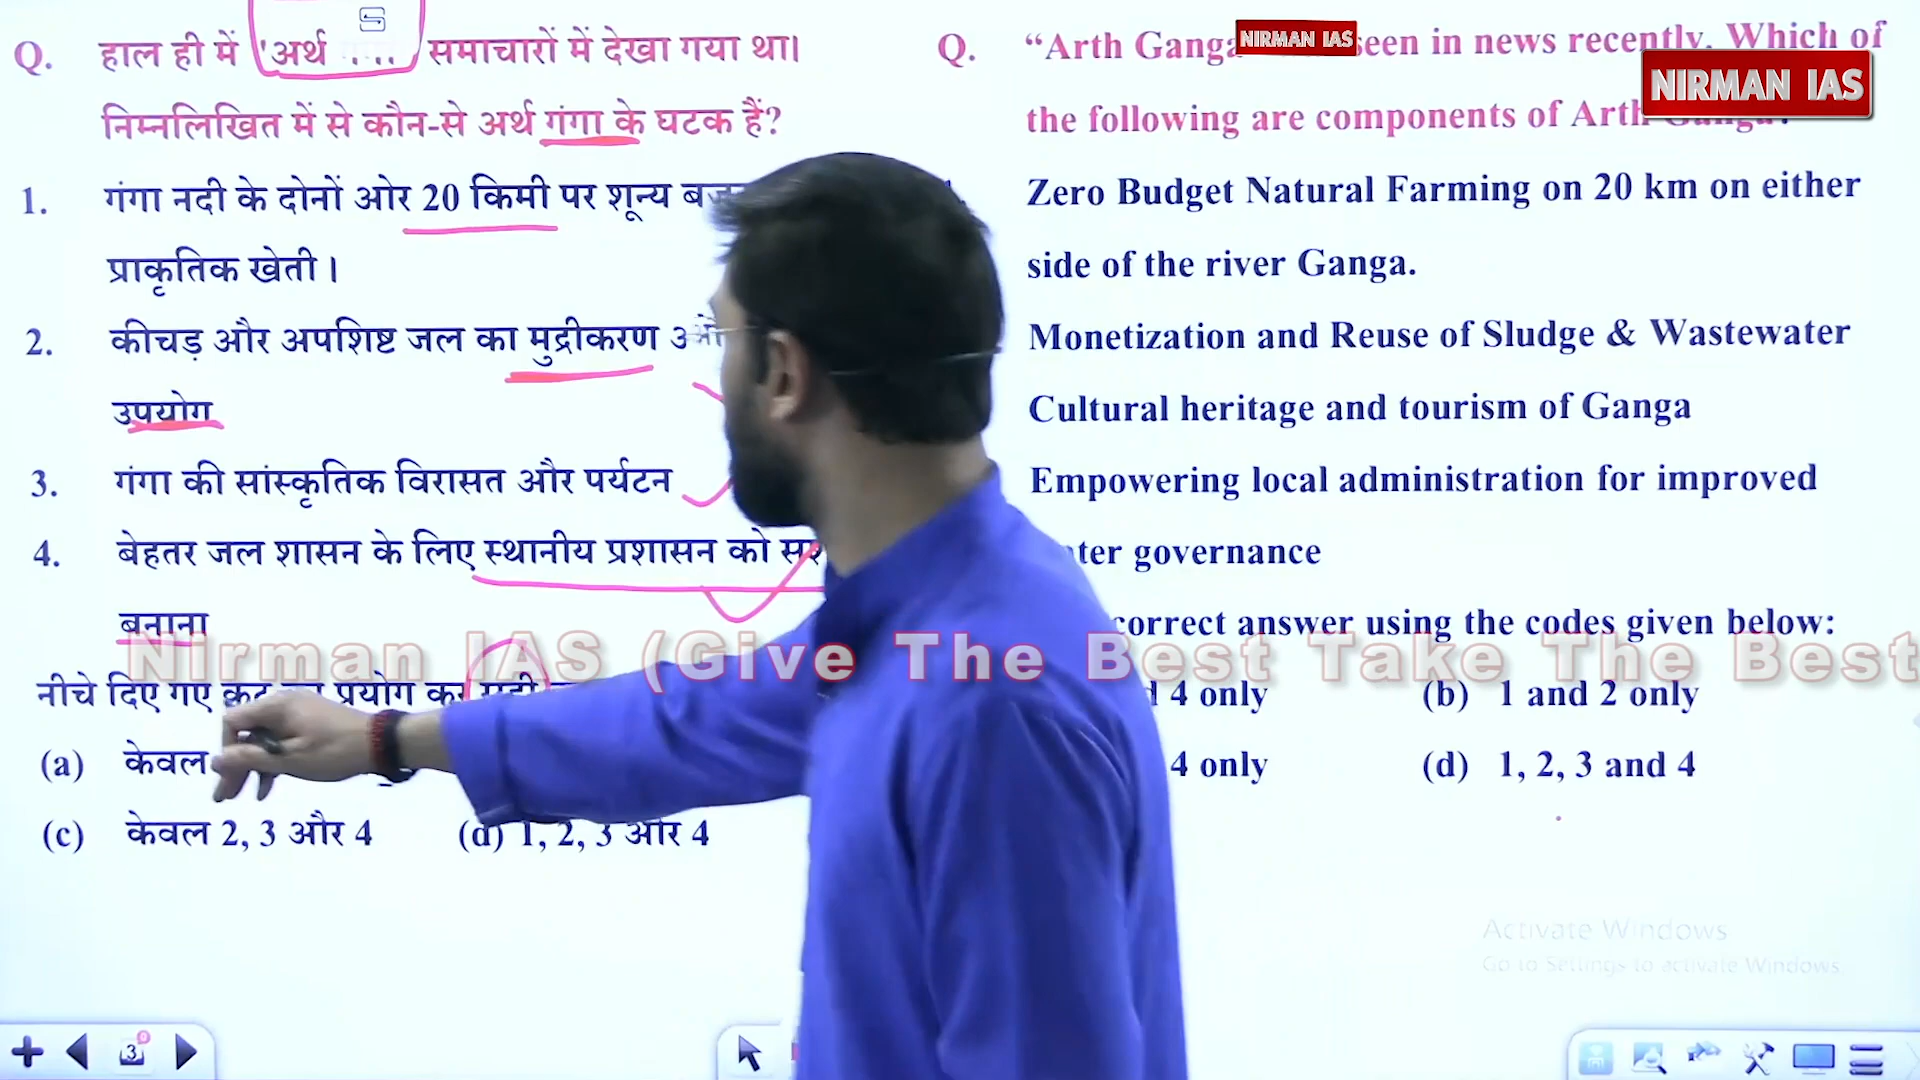 Q. हाल ही में 'अर्थ समाचारों में देखा गया था।
निम्नलिखित में से कौन-से अर्थ गंगा के घटक हैं?
1. गंगा नदी के दोनों ओर 20 किमी पर शून्य
प्राकृतिक खेती।
2. कीचड़ और अपशिष्ट जल का मुद्रीकरण
उपयोग
3. गंगा की सांस्कृतिक विरासत और पर्यटन
4. बेहतर जल शासन के लिए स्थानीय प्रशासन को
बनाना
नीचे दिए गए प्रयोग
(a) केवल
(c) केवल 2, 3 और 4 (d) 1, 2, 3 और 4
Q. “Arth Ganga seen in news recently. Which of
the following are components of Arth Ganga?
Zero Budget Natural Farming on 20 km on either
side of the river Ganga.
Monetization and Reuse of Sludge & Wastewater
Cultural heritage and tourism of Ganga
Empowering local administration for improved
governance
correct answer using the codes given below:
4 only (b) 1 and 2 only
4 only (d) 1, 2, 3 and 4
NIRMAN IAS
NIRMAN IAS
Nirman IAS (Give The Best Take The Best
Activate Windows
Go to Settings to activate Windows
3